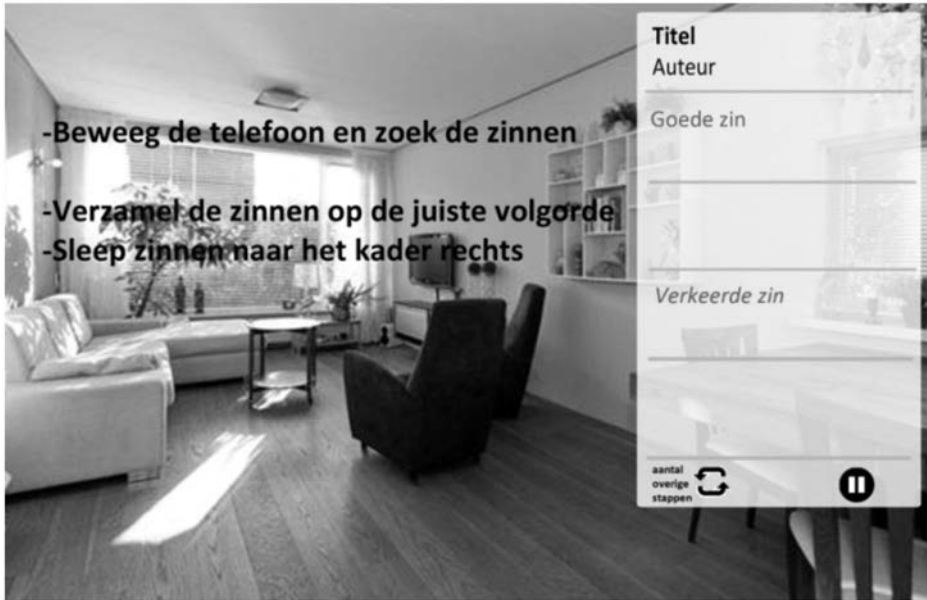 -Beweeg de telefoon en zoek de zinnen
-Verzamel de zinnen op de juiste volgorde
-Sleep zinnen naar het kader rechts
Titel
Auteur
Goede zin
Verkeerde zin
aantal
overige
stappen